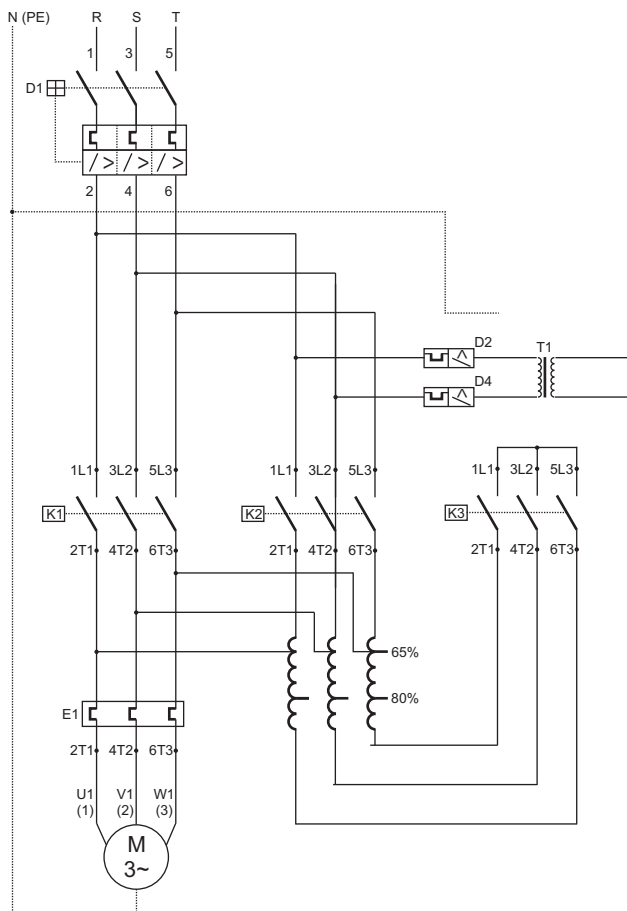 N (PE) R S T
1 3 5
D1
2 4 6
D2
T1
D4
1L1 3L2 5L3 1L1 3L2 5L3 1L1 3L2 5L3
K1 K2 K3
2T1 4T2 6T3 2T1 4T2 6T3 2T1 4T2 6T3
65%
80%
E1
2T1 4T2 6T3
U1 V1 W1
(1) (2) (3)
M
3~